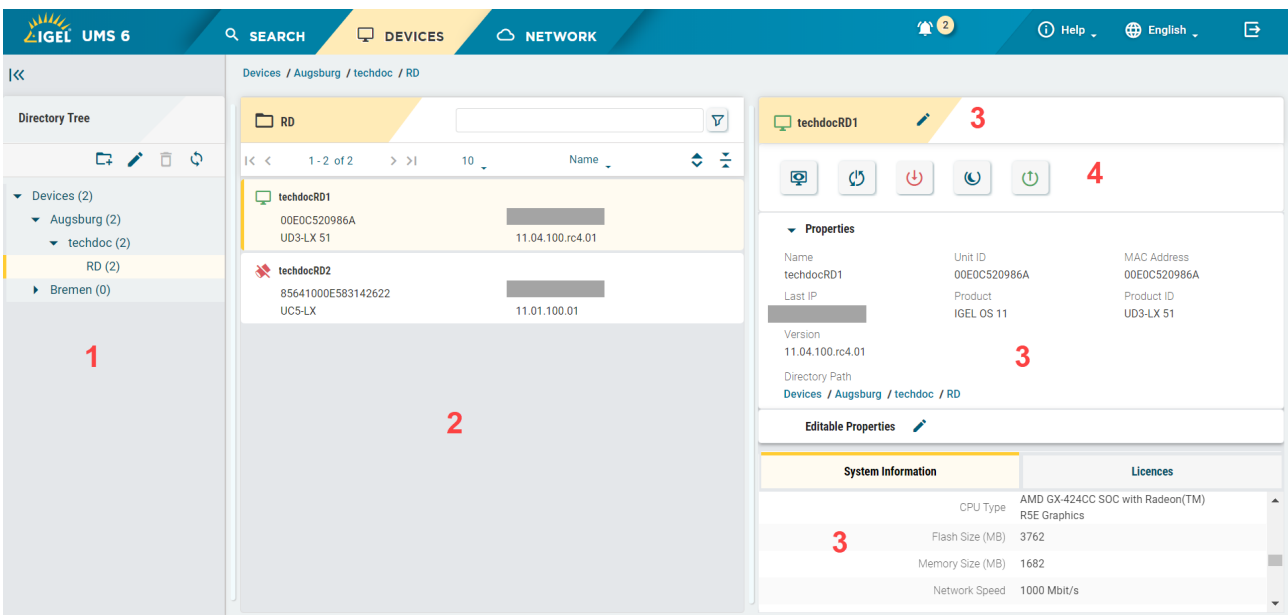 IGEL UMS 6
SEARCH
DEVICES
NETWORK
2
Help
English
Devices / Augsburg / techdoc / RD
Directory Tree
Devices (2)
Augsburg (2)
techdoc (2)
RD (2)
Bremen (0)
1
RD
1 - 2 of 2
10
Name
techdocRD1
00E0C520986A
UD3-LX 51
11.04.100.rc4.01
techdocRD2
85641000E583142622
UC5-LX
11.01.100.01
2
techdocRD1
3
4
Properties
Name
Unit ID
MAC Address
techdocRD1
00E0C520986A
00E0C520986A
Last IP
Product
Product ID
IGEL OS 11
UD3-LX 51
Version
11.04.100.rc4.01
3
Directory Path
Devices / Augsburg / techdoc / RD
Editable Properties
System Information
Licences
CPU Type
AMD GX-424CC SOC with Radeon(TM)
R5E Graphics
3
Flash Size (MB) 3762
Memory Size (MB) 1682
Network Speed 1000 Mbit/s